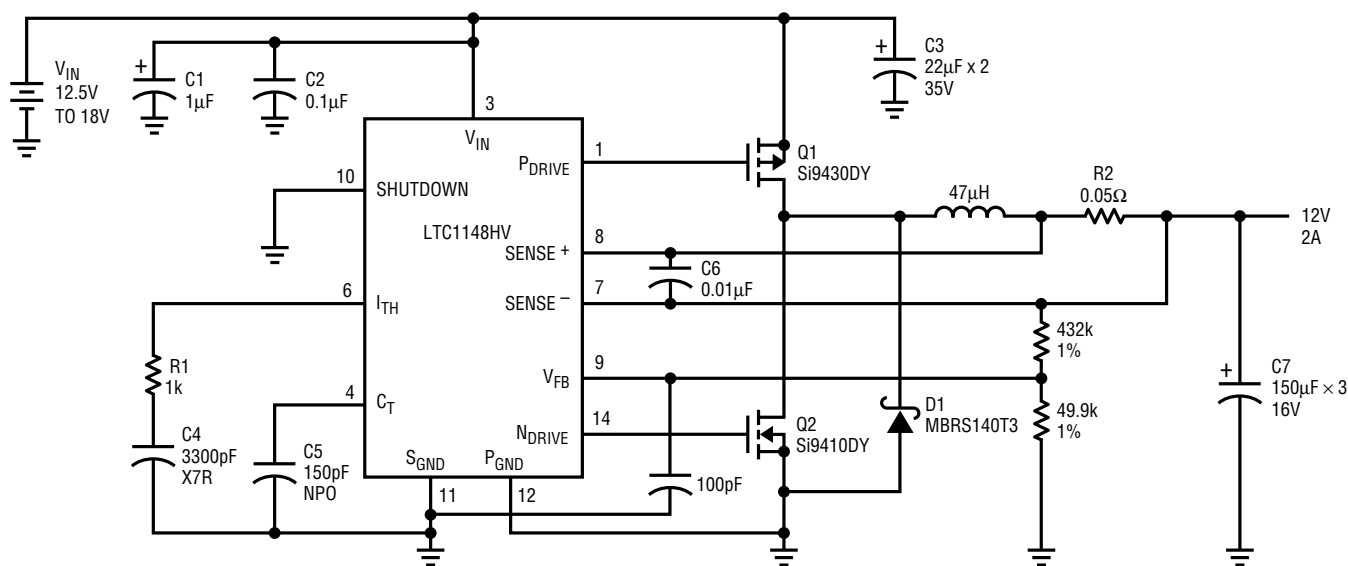 V_IN
12.5V
TO 18V
+
C1
1µF
C2
0.1µF
+
C3
22µF x 2
35V
3
V_IN
P_DRIVE
1
Q1
Si9430DY
10
SHUTDOWN
LTC1148HV
47µH
R2
0.05Ω
12V
2A
8
SENSE +
C6
0.01µF
7
SENSE –
6
I_TH
R1
1k
432k
1%
9
V_FB
4
C_T
49.9k
1%
+
C7
150µF × 3
16V
D1
MBRS140T3
14
N_DRIVE
Q2
Si9410DY
C4
3300pF
X7R
C5
150pF
NPO
S_GND
P_GND
11
12
100pF